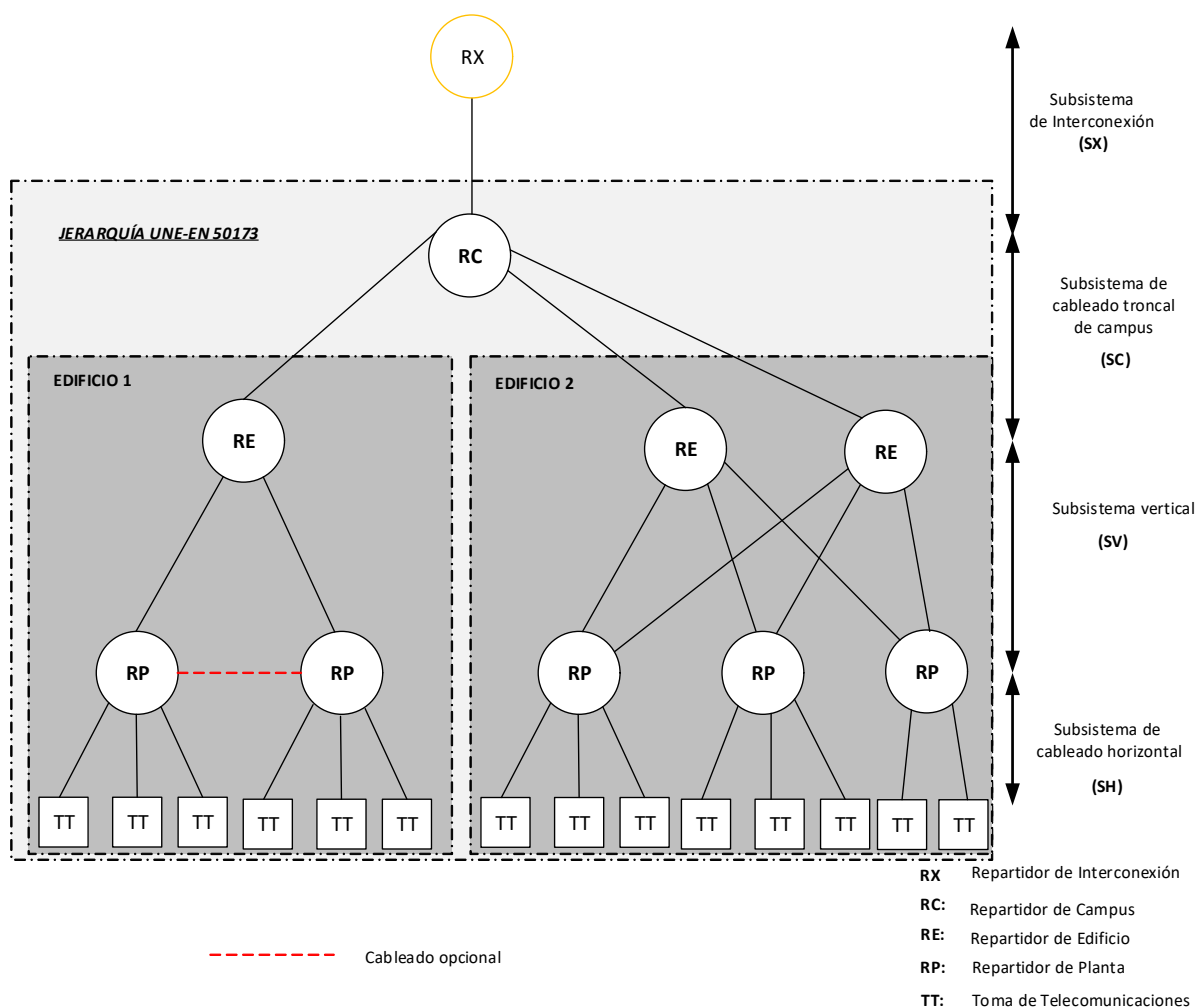 RX
Subsistema
de Interconexión
(SX)
JERARQUÍA UNE-EN 50173
RC
Subsistema de
cableado troncal
de campus
(SC)
EDIFICIO 1
EDIFICIO 2
RE
RE
RE
Subsistema vertical
(SV)
RP
RP
RP
RP
RP
Subsistema de
cableado horizontal
(SH)
TT
TT
TT
TT
TT
TT
TT
TT
TT
TT
TT
TT
TT
TT
RX Repartidor de Interconexión
RC: Repartidor de Campus
RE: Repartidor de Edificio
RP: Repartidor de Planta
TT: Toma de Telecomunicaciones
Cableado opcional